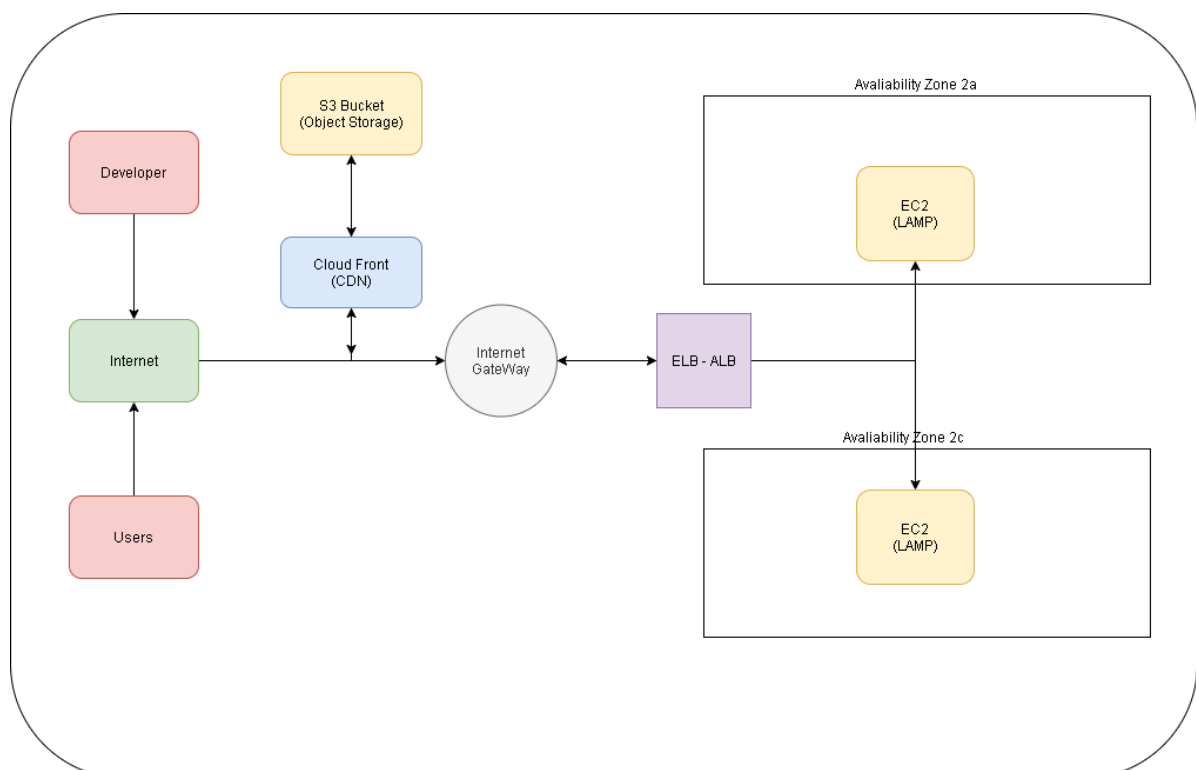 Avaliability Zone 2a
S3 Bucket
(Object Storage)
Developer
EC2
(LAMP)
Cloud Front
(CDN)
Internet
Internet
GateWay
ELB - ALB
Avaliability Zone 2c
Users
EC2
(LAMP)